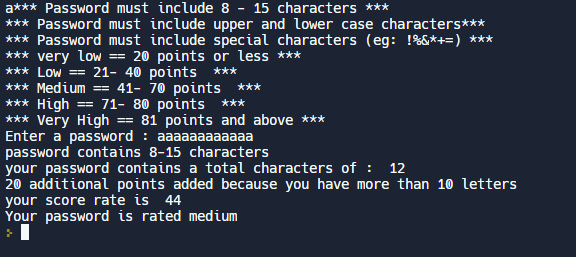 a*** Password must include 8 - 15 characters ***
*** Password must include upper and lower case characters***
*** Password must include special characters (eg: !%&*+=) ***
*** very low == 20 points or less ***
*** Low == 21- 40 points  ***
*** Medium == 41- 70 points  ***
*** High == 71- 80 points  ***
*** Very High == 81 points and above ***
Enter a password : aaaaaaaaaaaa
password contains 8-15 characters
your password contains a total characters of :  12
20 additional points added because you have more than 10 letters
your score rate is  44
Your password is rated medium
>